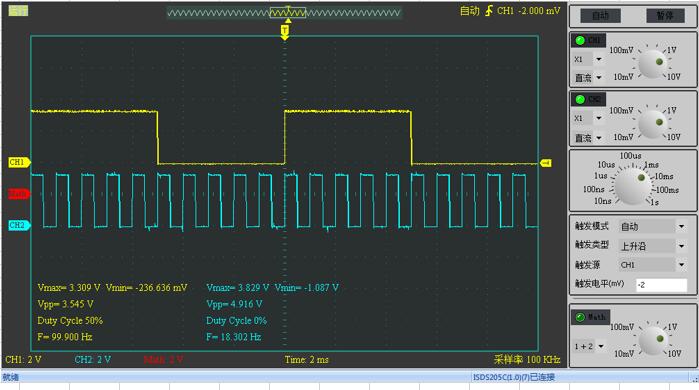 运行
自动 CH1 -2.000 mV
T
CH1
Math
CH2
Vmax= 3.309 V Vmin= -236.636 mV
Vpp= 3.545 V
Duty Cycle 50%
F= 99.900 Hz
Vmax= 3.829 V Vmin= -1.087 V
Vpp= 4.916 V
Duty Cycle 0%
F= 18.302 Hz
CH1: 2 V CH2: 2 V Math: 2 V Time: 2 ms 采样率 100 KHz
自动 暂停
CH1
X1
直流
100mV 1V
10mV 10V
CH2
X1
直流
100mV 1V
10mV 10V
100us
10us 1ms
1us 10ms
100ns 100ms
10ns 1s
触发模式 自动
触发类型 上升沿
触发源 CH1
触发电平(mV) -2
Math
1 + 2
100mV 1V
10mV 10V
就绪 ISDS205C(1.0)(7)已连接